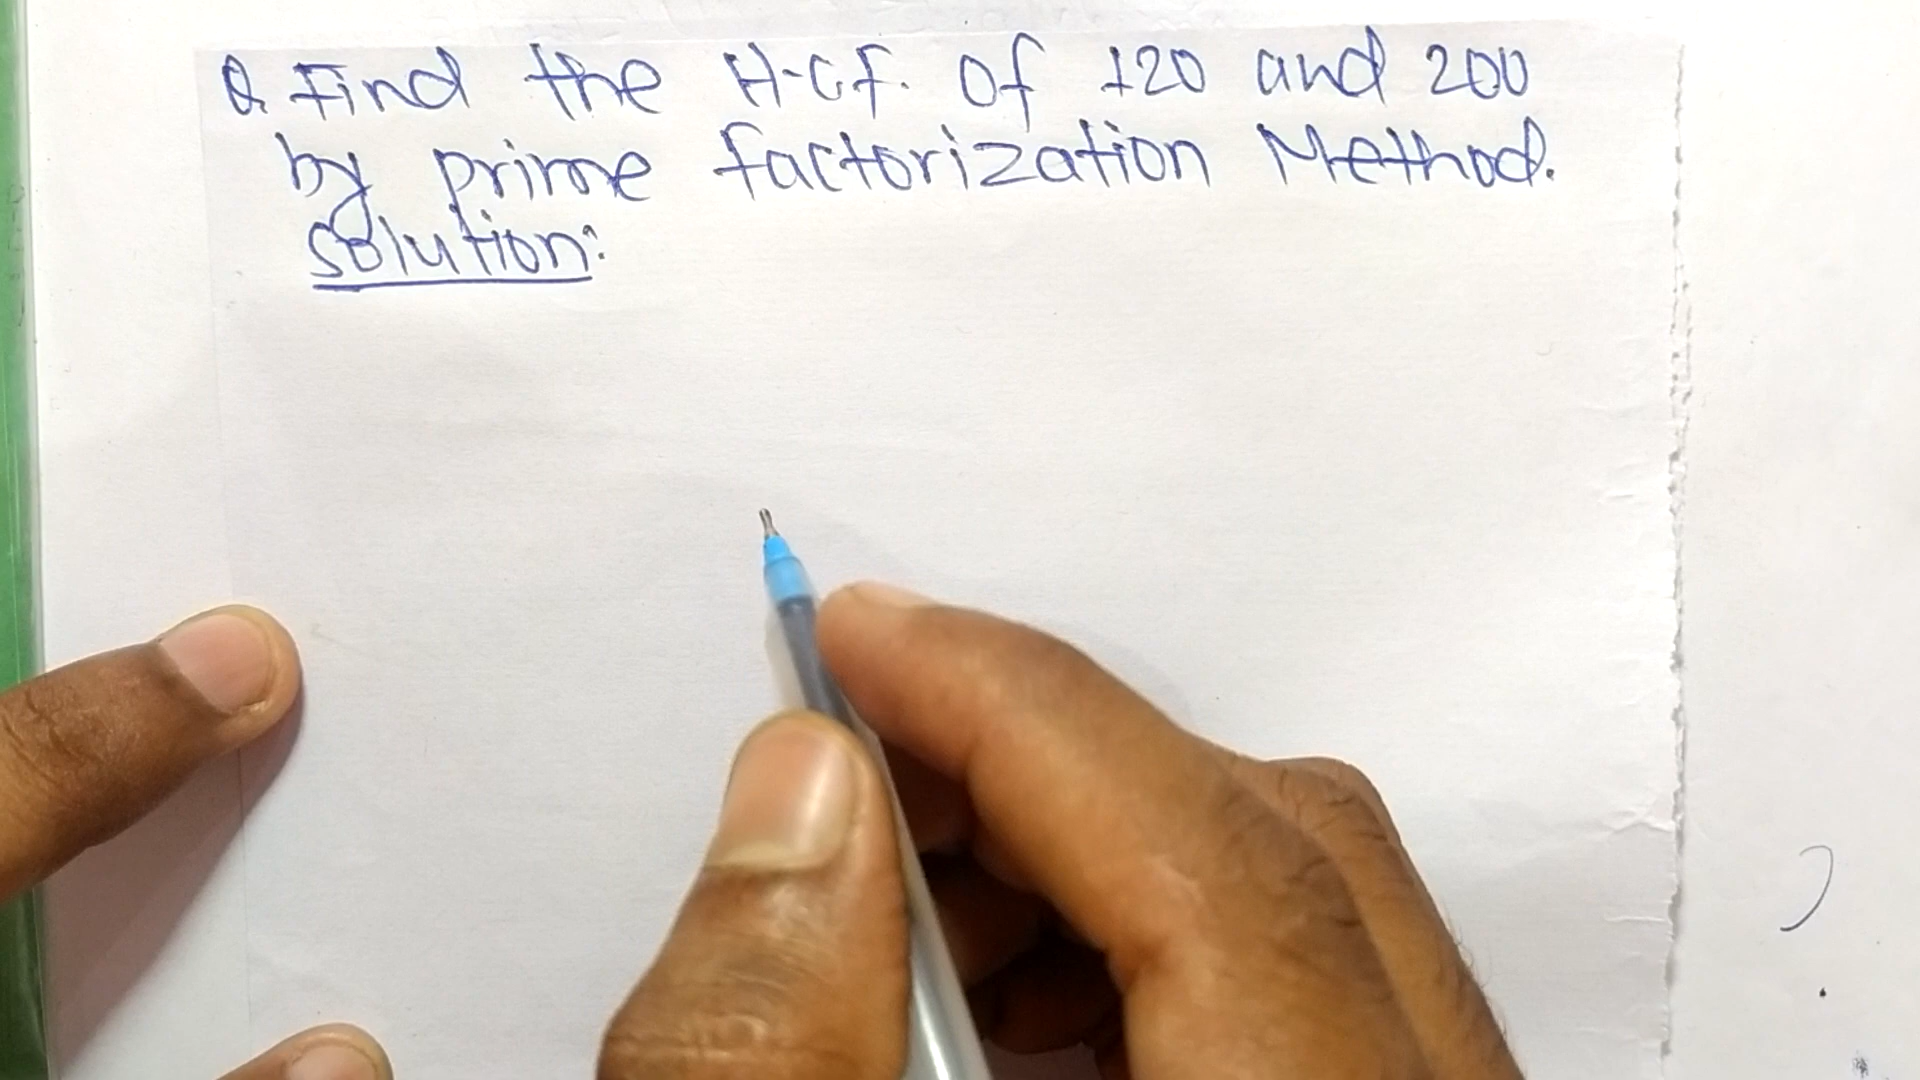 Q. Find the H.C.F. of 120 and 200
by prime factorization Method.
Solution: